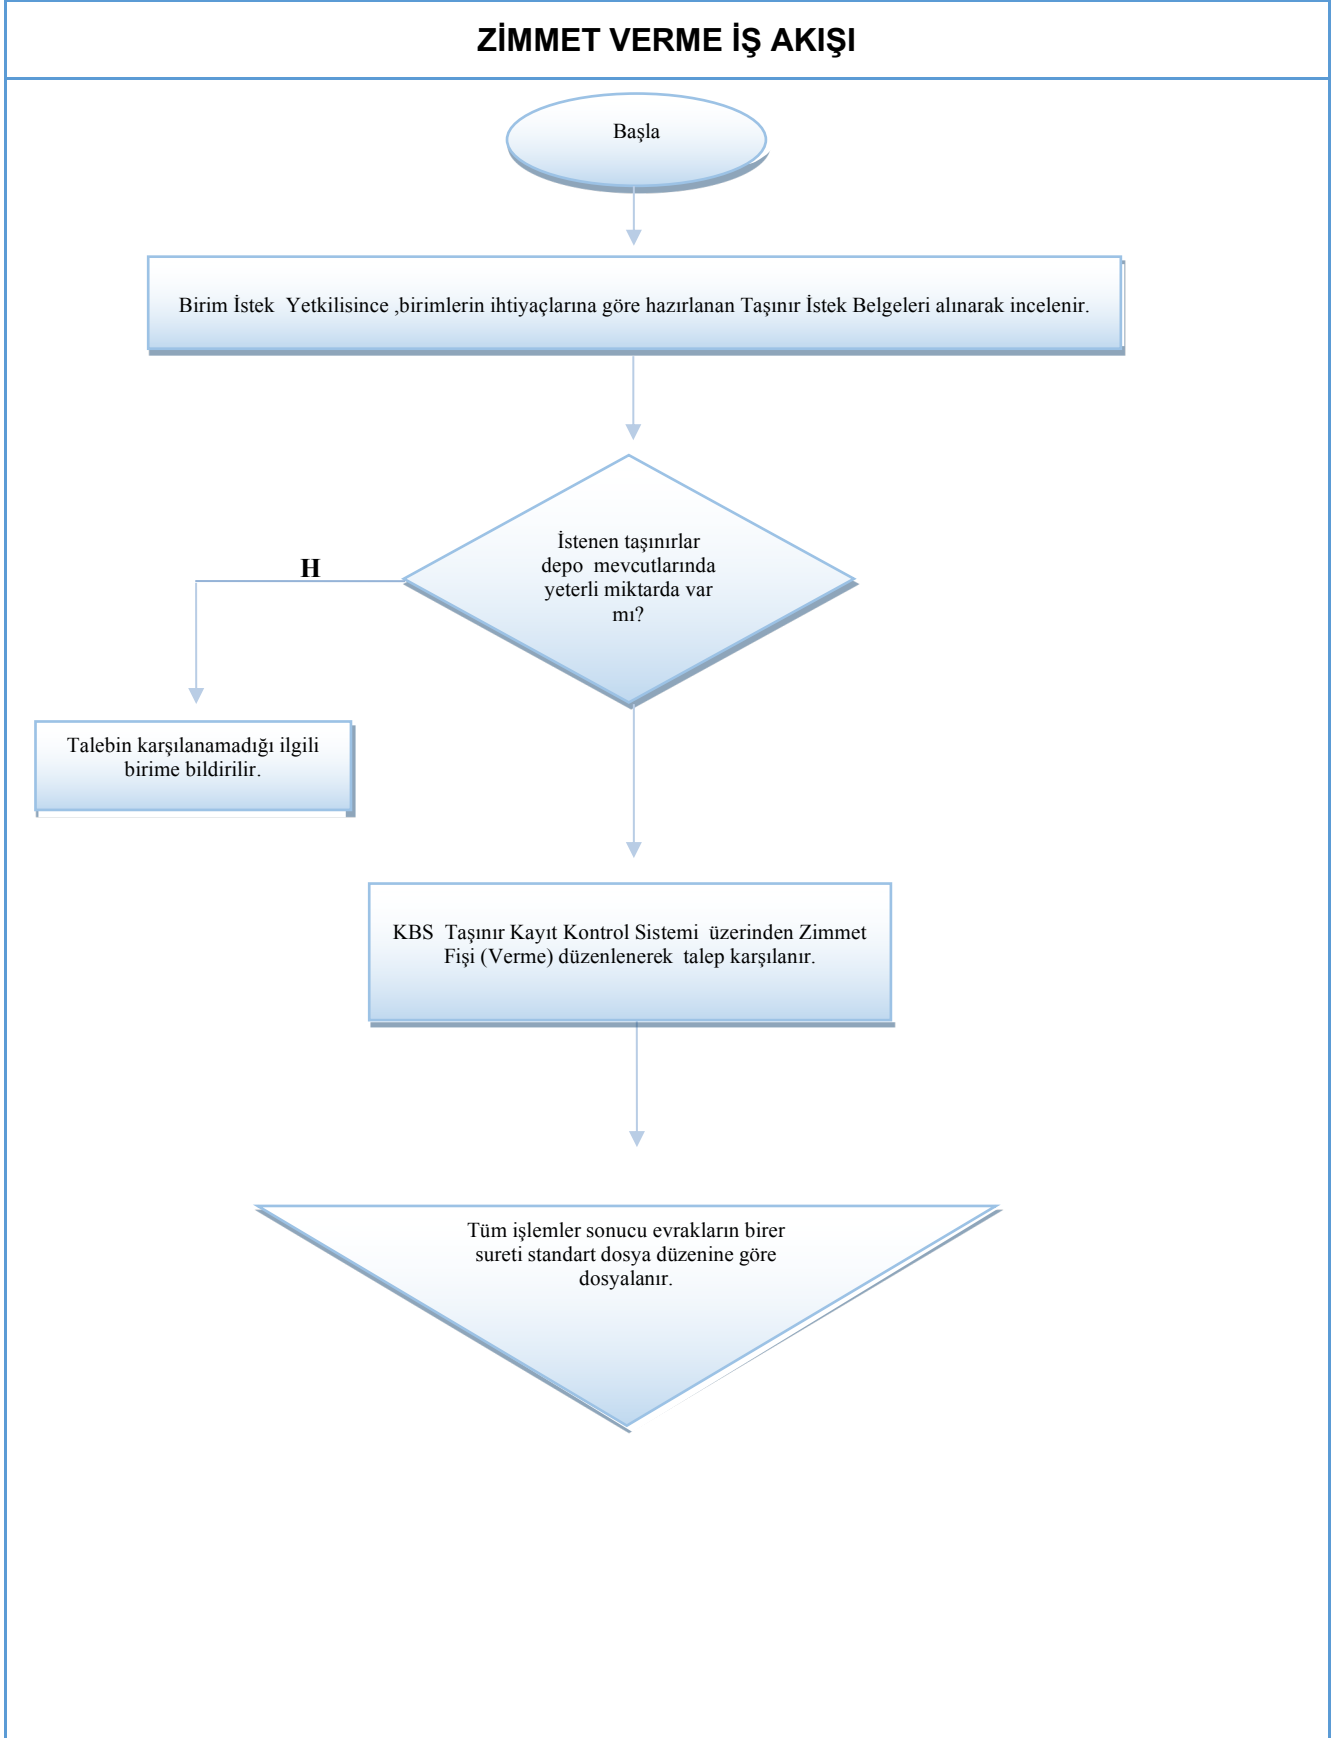 ZİMMET VERME İŞ AKIŞI
Başla
Birim İstek Yetkilisince ,birimlerin ihtiyaçlarına göre hazırlanan Taşınır İstek Belgeleri alınarak incelenir.
İstenen taşınırlar
depo mevcutlarında
yeterli miktarda var
mı?
H
Talebin karşılanamadığı ilgili
birime bildirilir.
KBS Taşınır Kayıt Kontrol Sistemi üzerinden Zimmet
Fişi (Verme) düzenlenerek talep karşılanır.
Tüm işlemler sonucu evrakların birer
sureti standart dosya düzenine göre
dosyalanır.